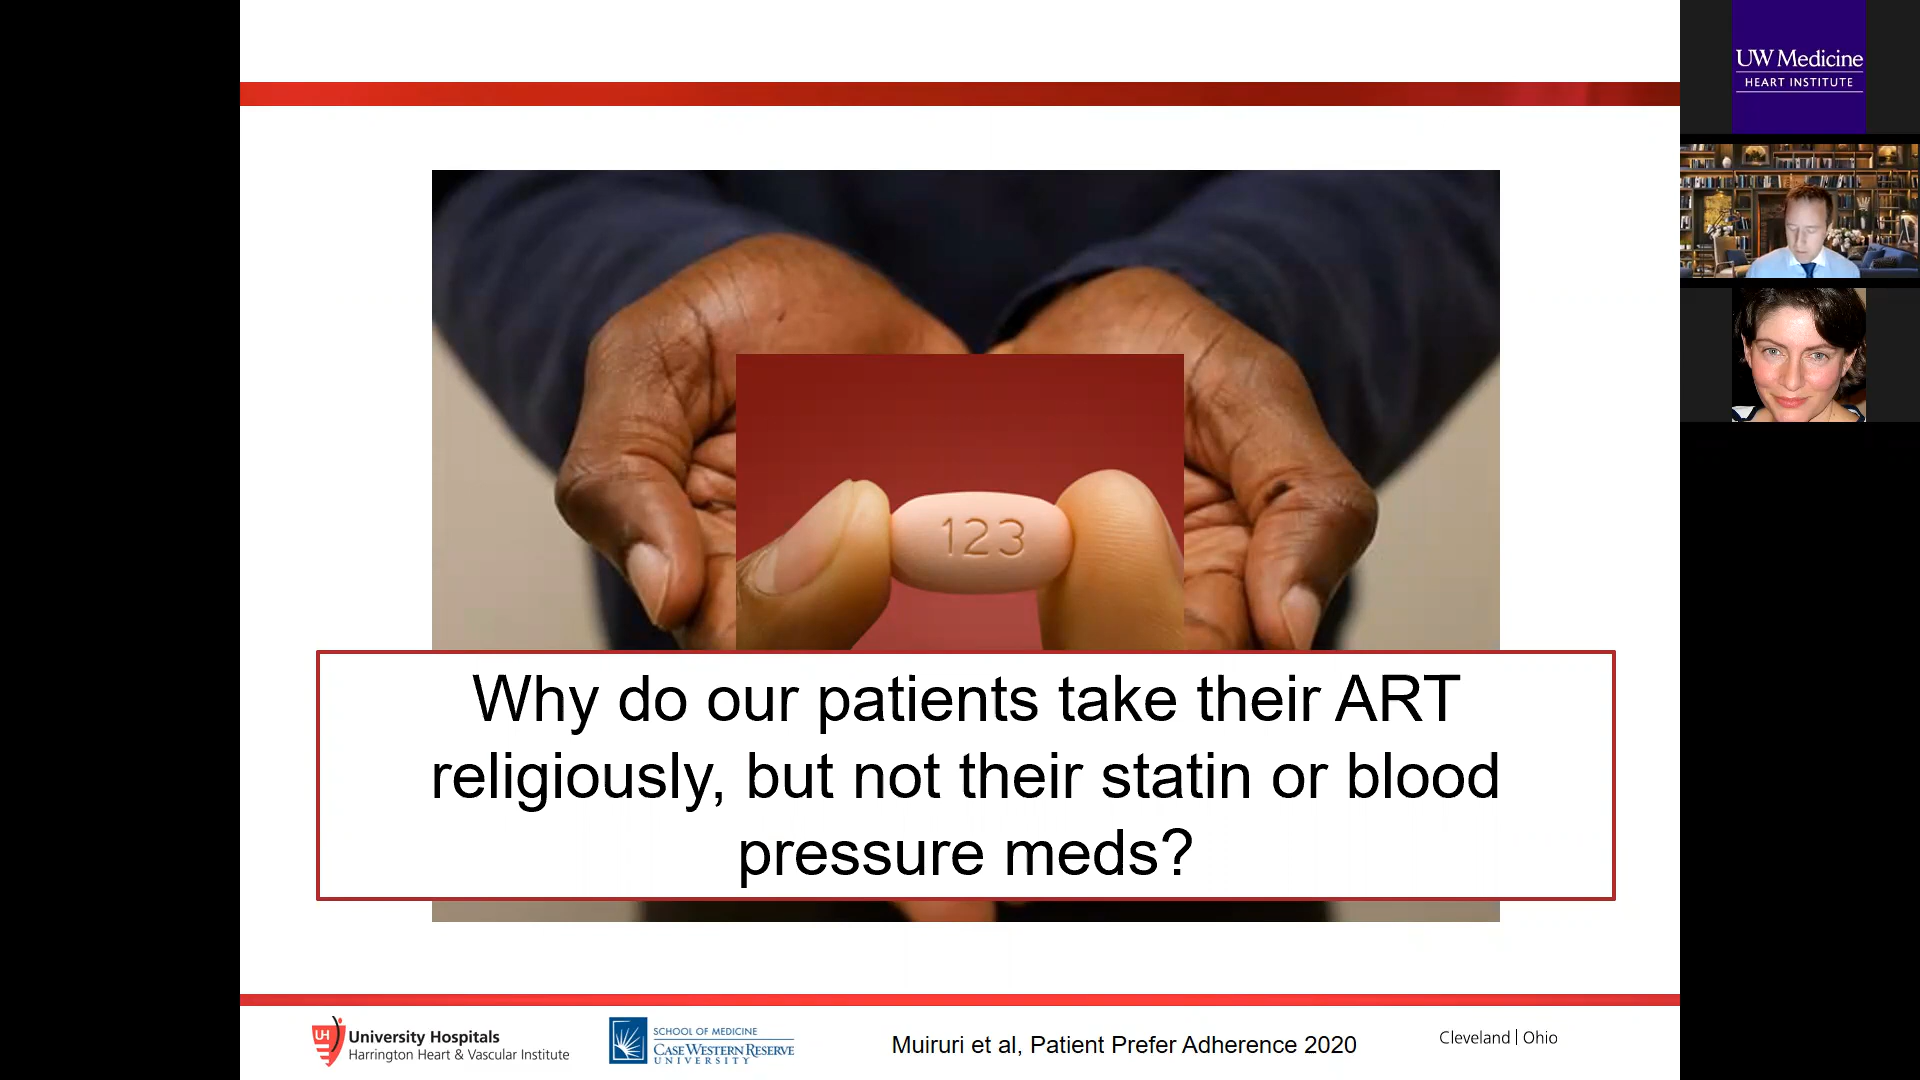 UW Medicine
HEART INSTITUTE
123
Why do our patients take their ART
religiously, but not their statin or blood
pressure meds?
UH
University Hospitals
Harrington Heart & Vascular Institute
SCHOOL OF MEDICINE
CASE WESTERN RESERVE
UNIVERSITY
Muiruri et al, Patient Prefer Adherence 2020
Cleveland | Ohio